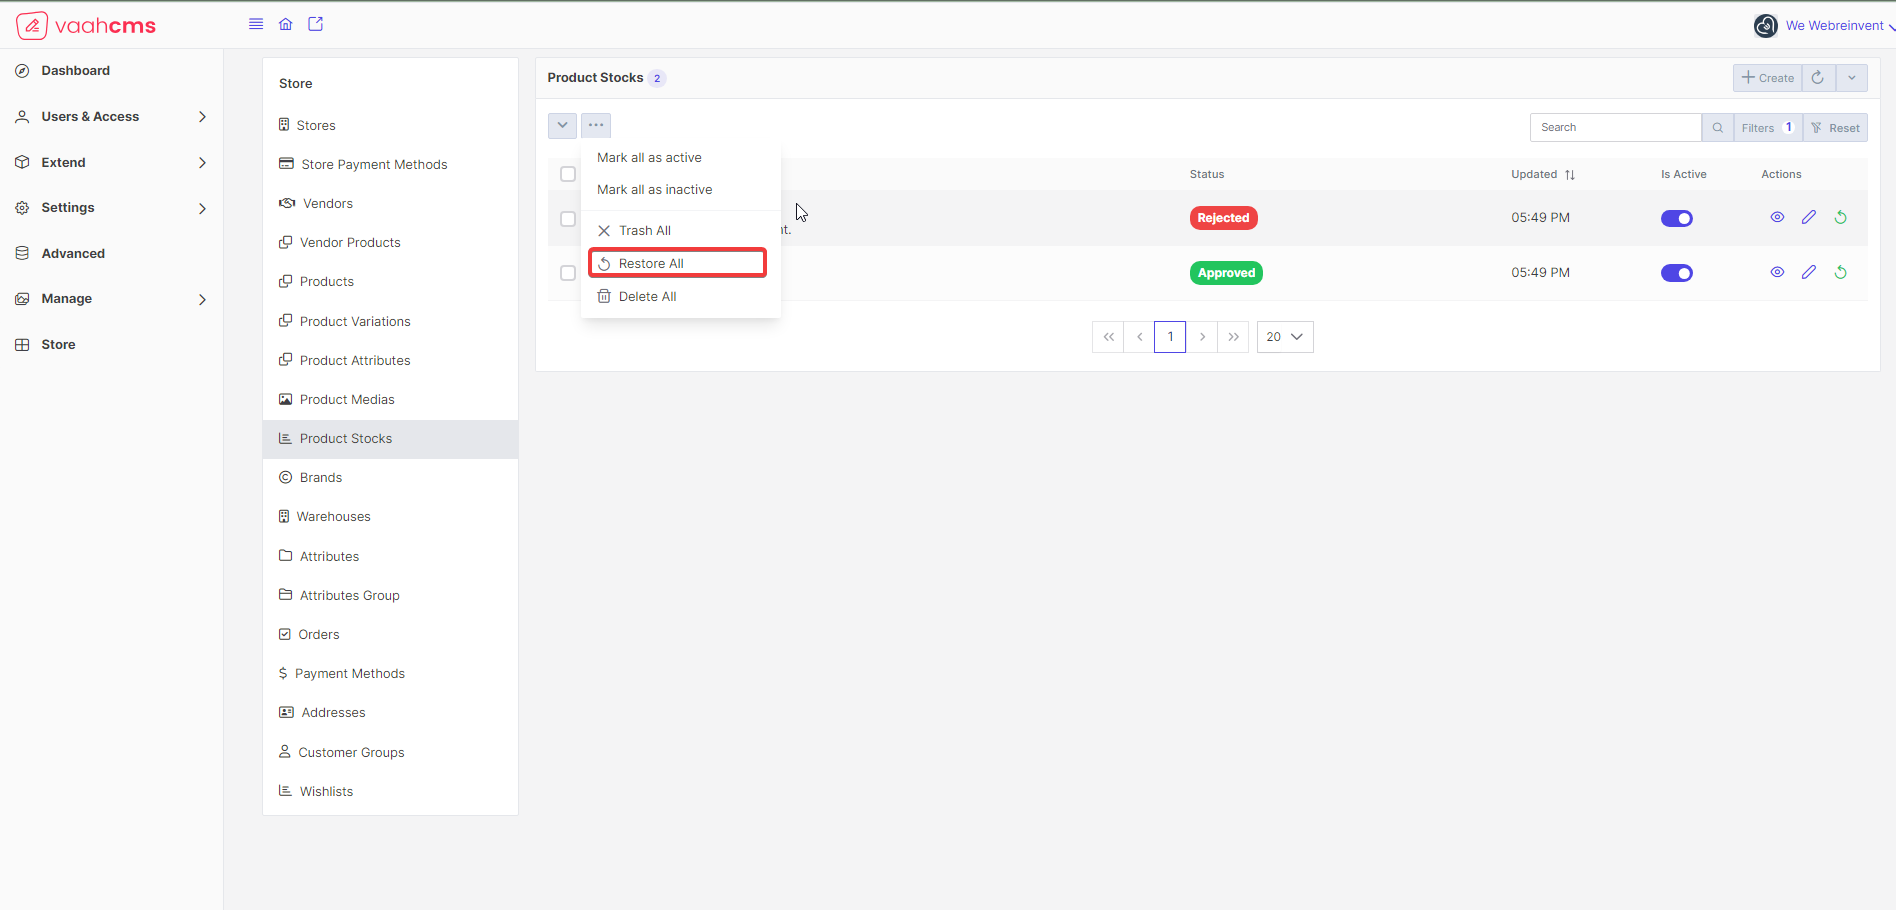 vaahcms
We Webreinvent
Dashboard
Users & Access
Extend
Settings
Advanced
Manage
Store
Store
Stores
Store Payment Methods
Vendors
Vendor Products
Products
Product Variations
Product Attributes
Product Medias
Product Stocks
Brands
Warehouses
Attributes
Attributes Group
Orders
Payment Methods
Addresses
Customer Groups
Wishlists
Product Stocks 2
Create
Search
Filters 1
Reset
Mark all as active
Mark all as inactive
Trash All
Restore All
Delete All
Status Updated Is Active Actions
Rejected 05:49 PM
Approved 05:49 PM
1
20